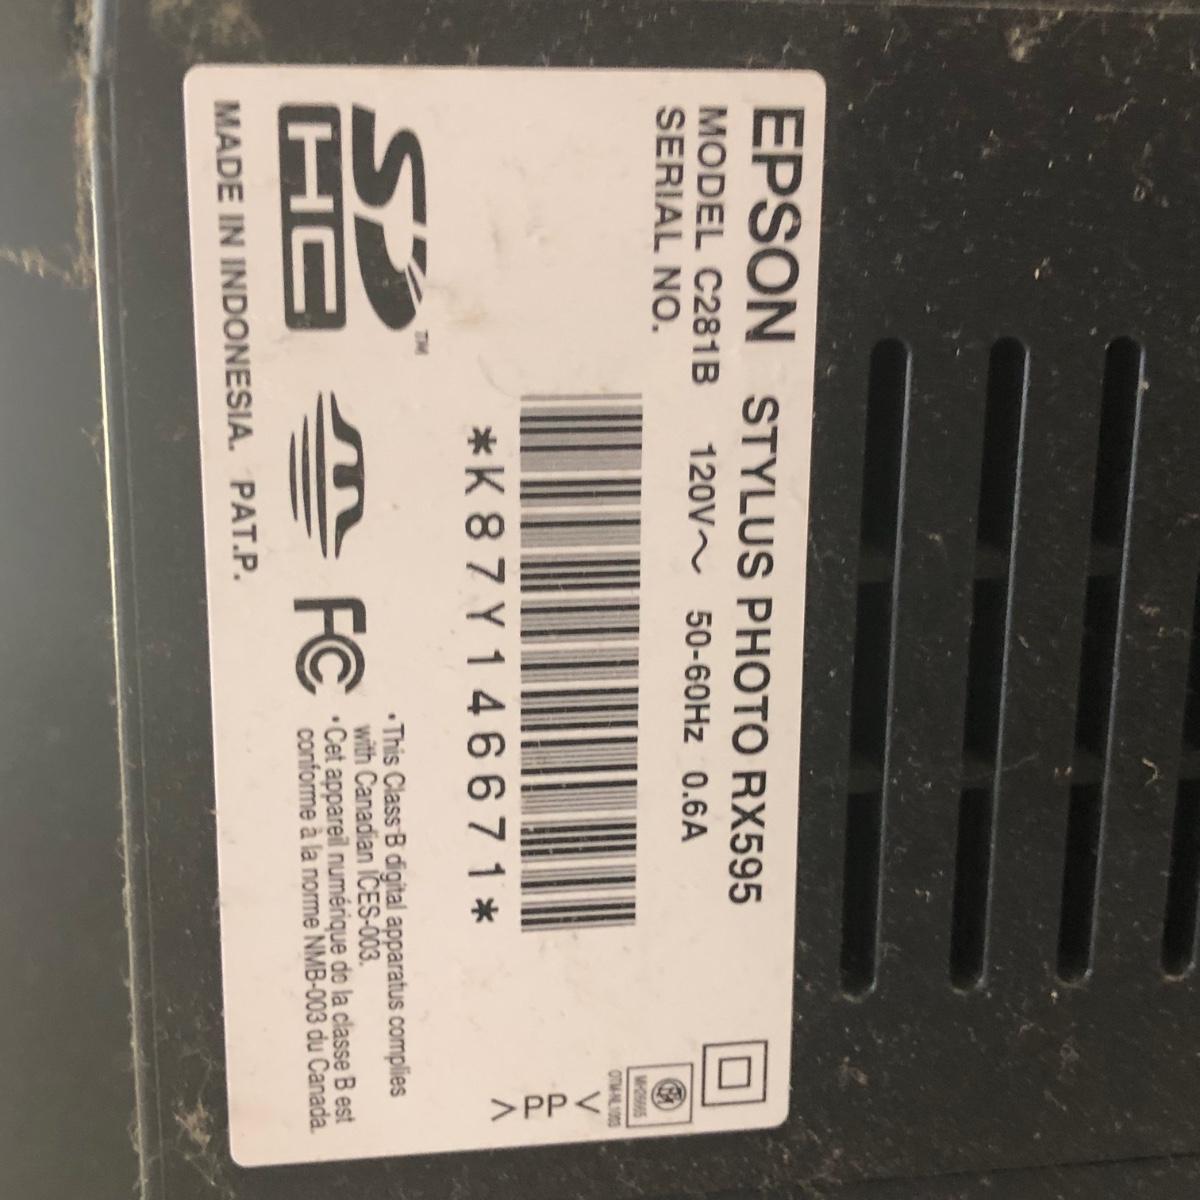 EPSON STYLUS PHOTO RX595
MODEL C281B 120V～ 50-60Hz 0.6A
SERIAL NO.
*K87Y146671*
SD™
HC
FC
•This Class B digital apparatus complies
with Canadian ICES-003.
•Cet appareil numérique de la classe B est
conforme à la norme NMB-003 du Canada.
MADE IN INDONESIA. PAT.P.
>PP<